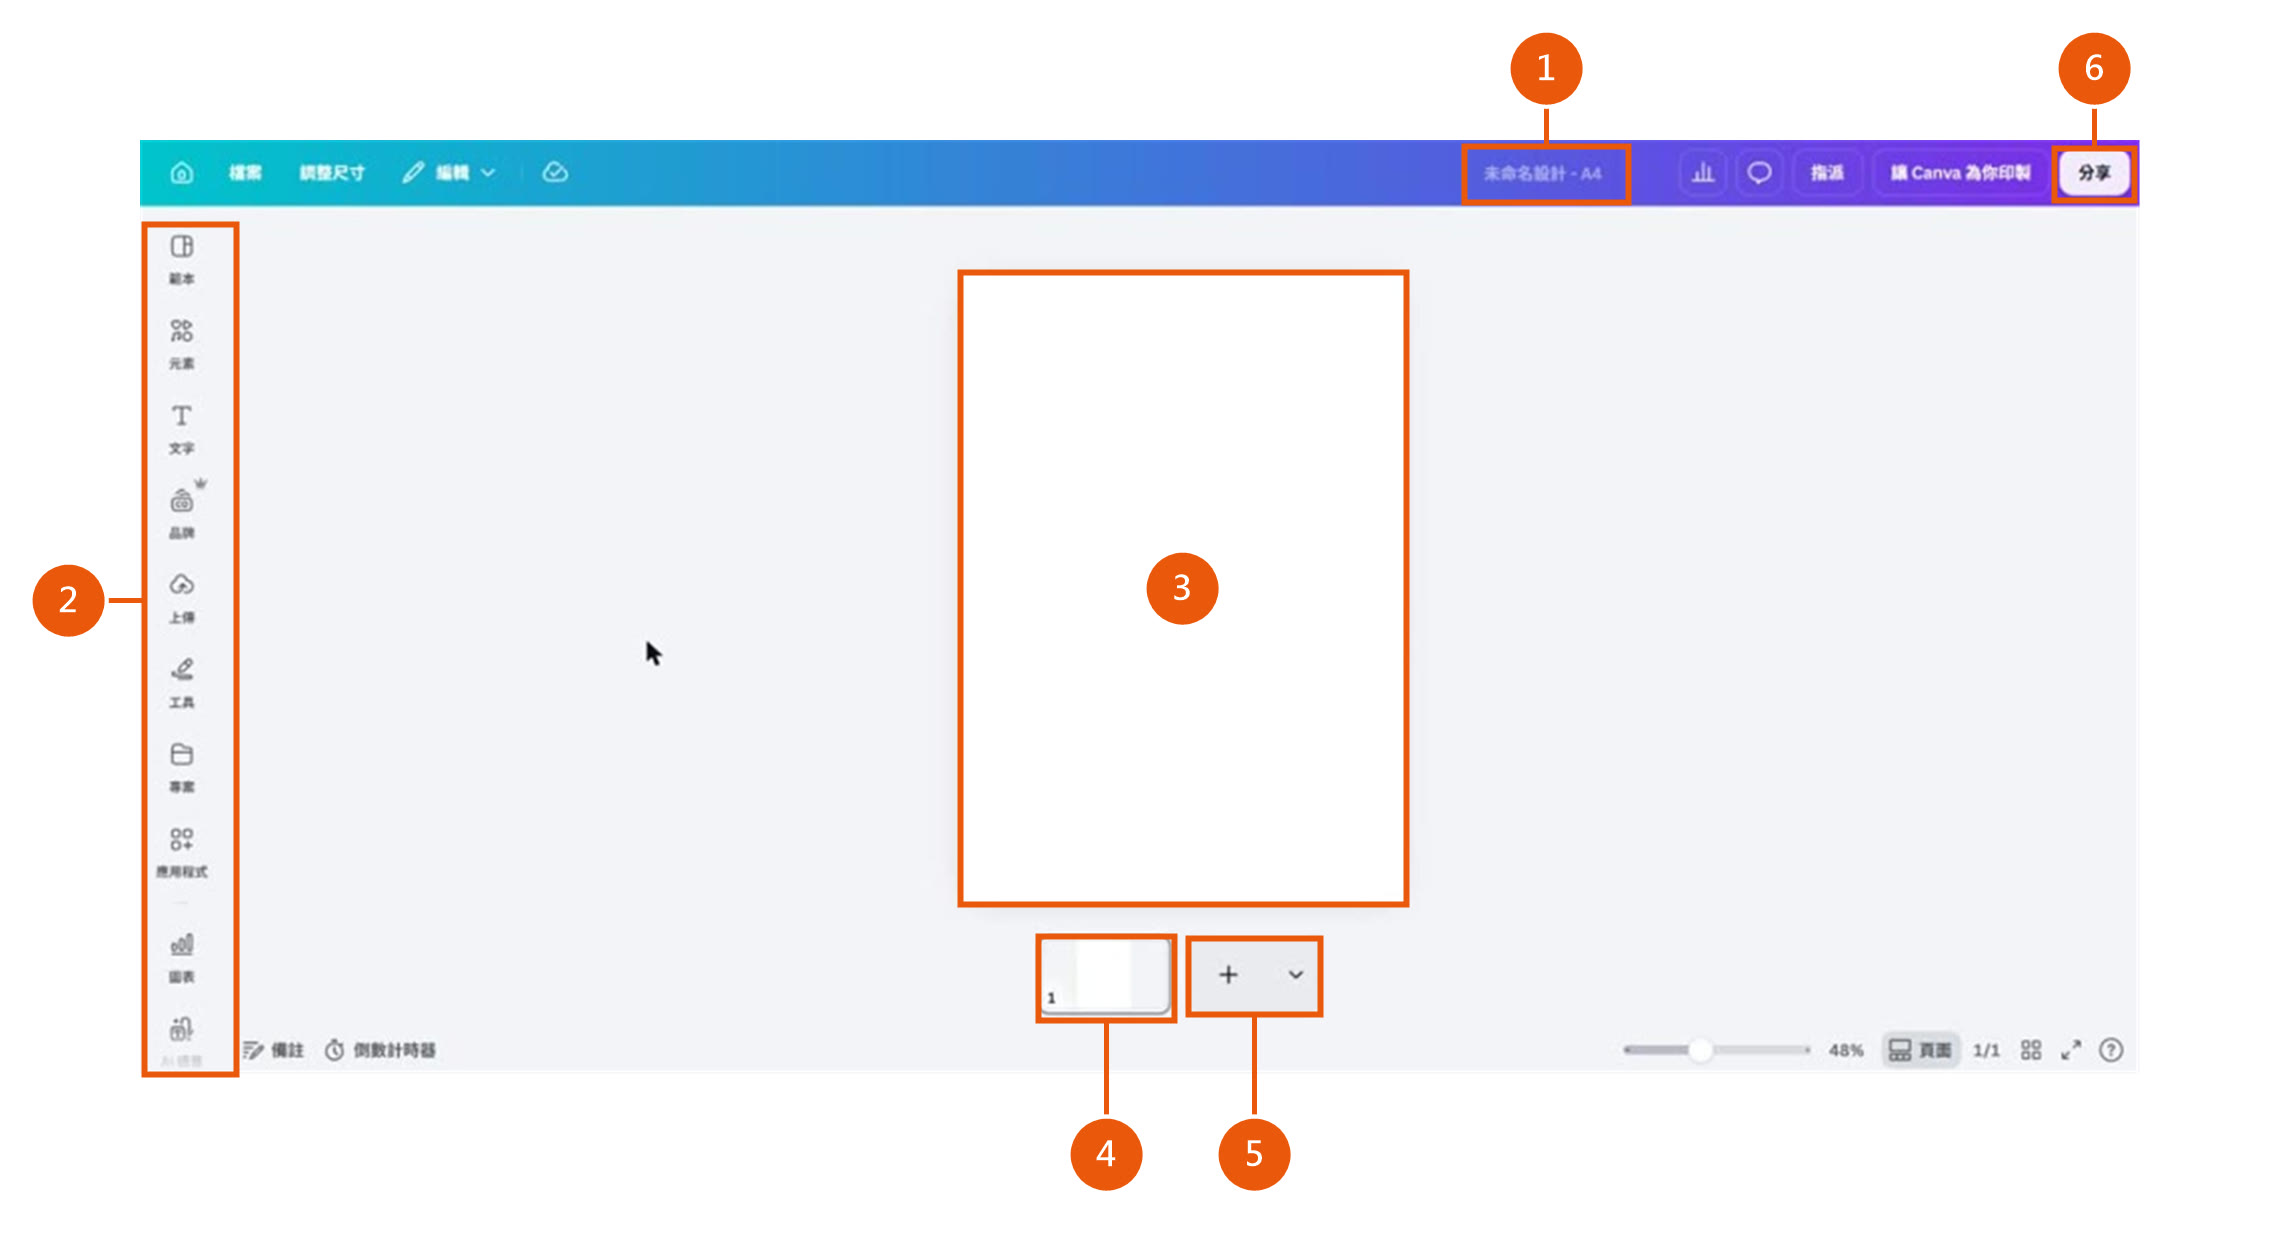 1
6
檔案 調整尺寸 編輯 未命名設計 - A4 指派 讓 Canva 為你印製 分享
範本
元素
文字
品牌
CO
上傳
工具
專案
應用程式
圖表
2
3
1
備註 倒數計時器 48% 頁面 1/1
4
5